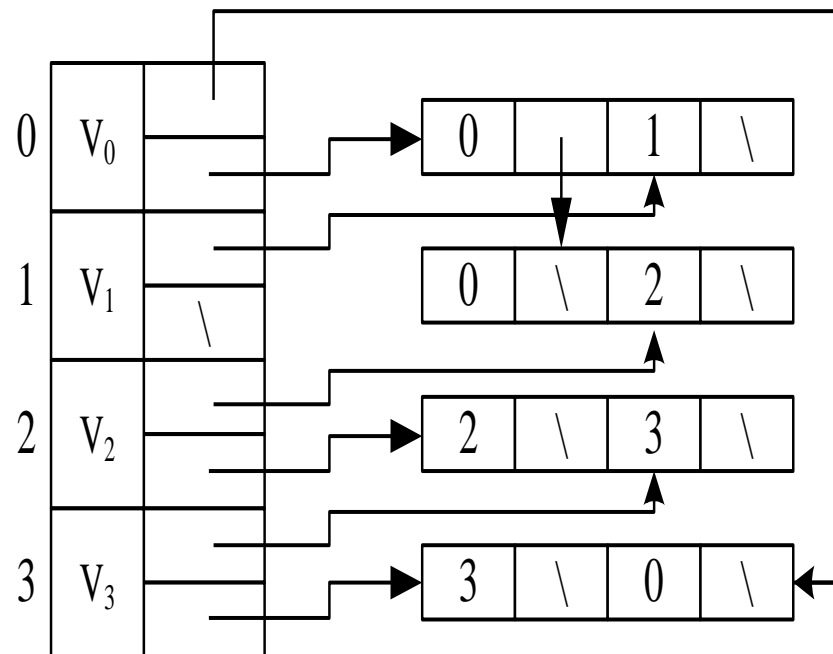 0 V₀ 0 1 \
1 V₁ \ 0 \ 2 \
2 V₂ 2 \ 3 \
3 V₃ 3 \ 0 \